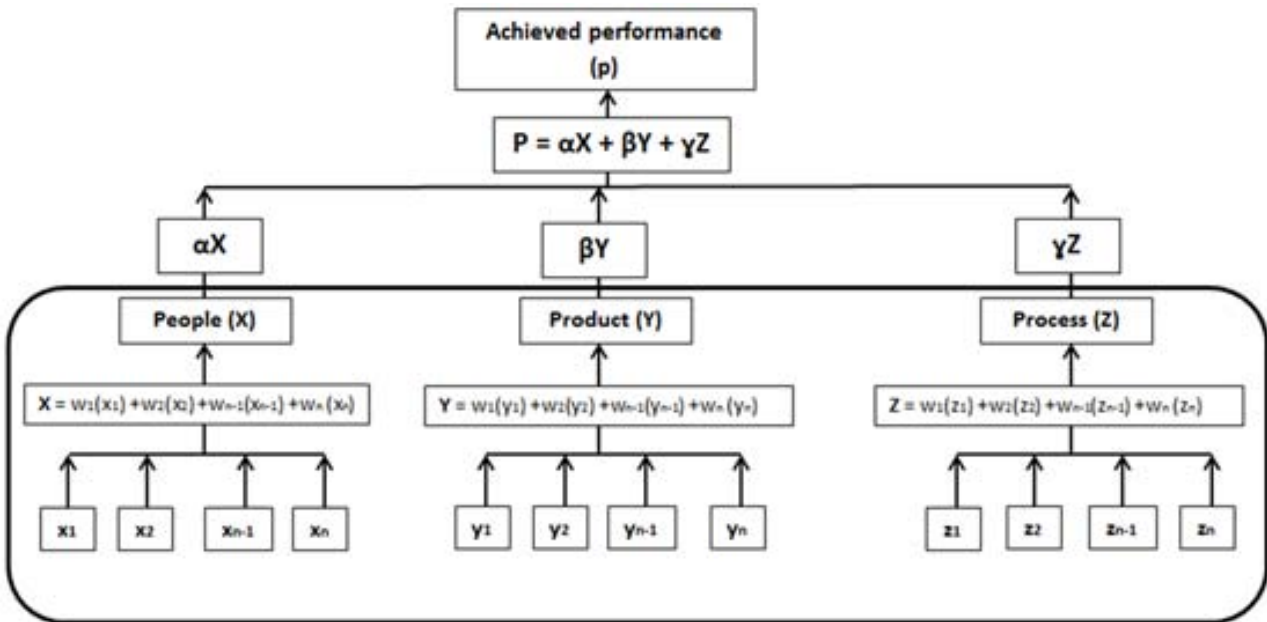 Achieved performance
(p)
P = αX + βY + ɣZ
αX
βY
ɣZ
People (X)
Product (Y)
Process (Z)
X = w1(x1) +w2(x2)+wn-1(xn-1)+wn (xn)
Y = w1(y1) +w2(y2)+wn-1(yn-1)+wn (yn)
Z = w1(z1) +w2(z2)+wn-1(zn-1)+wn (zn)
x1
x2
xn-1
xn
y1
y2
yn-1
yn
z1
z2
zn-1
zn